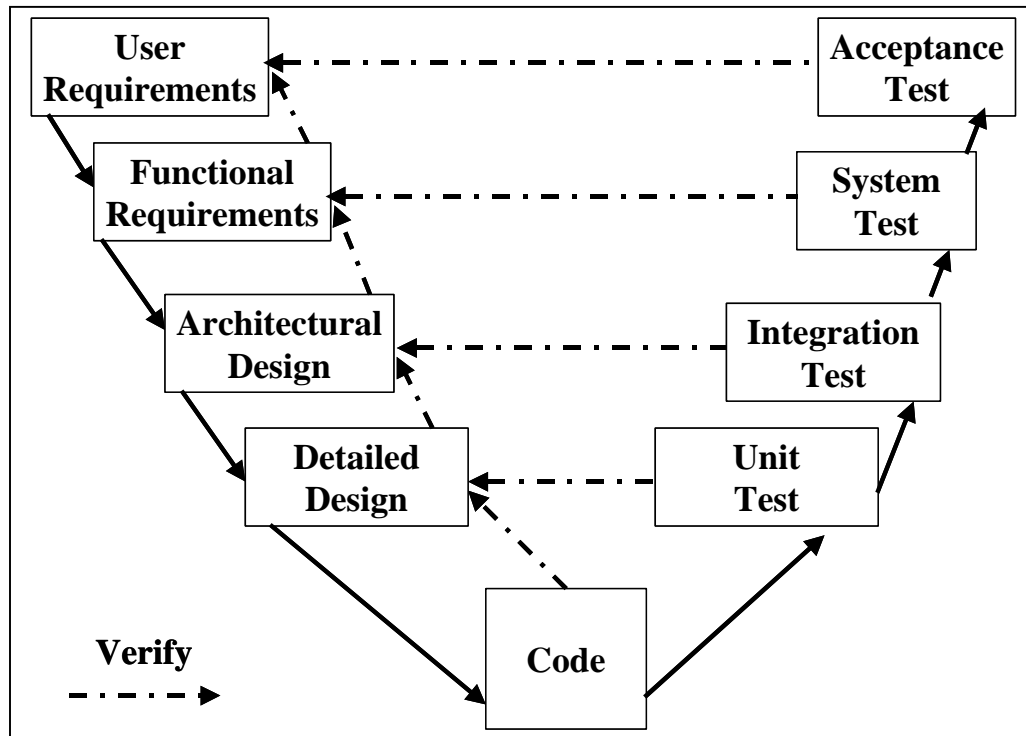 User
Requirements
Acceptance
Test
Functional
Requirements
System
Test
Architectural
Design
Integration
Test
Detailed
Design
Unit
Test
Code
Verify